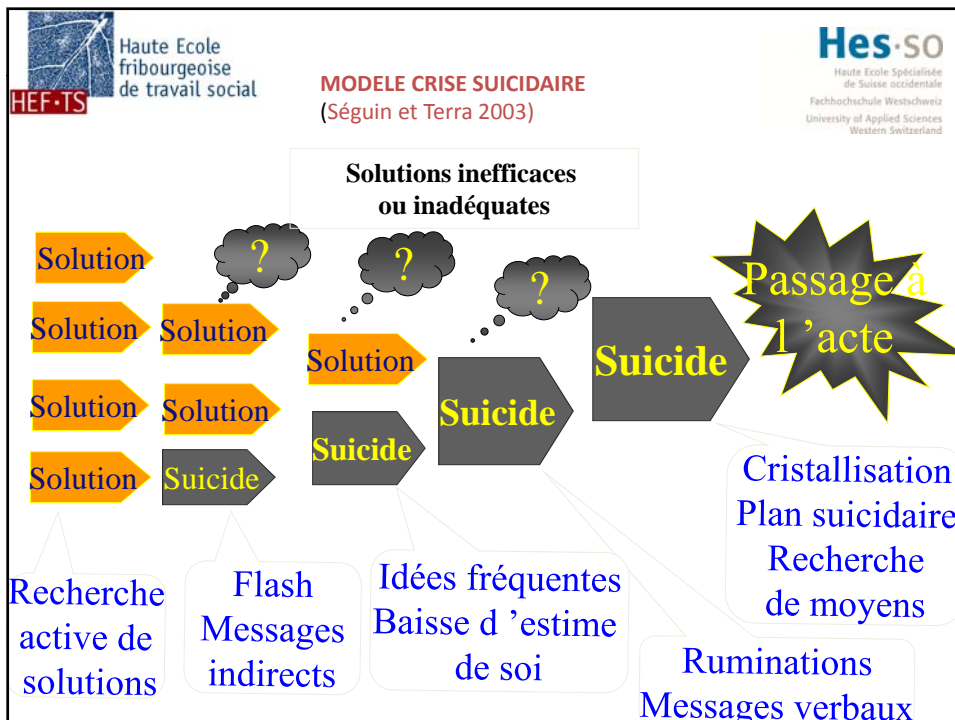 Haute Ecole
fribourgeoise
de travail social
HEF·TS
Hes·so
Haute Ecole Spécialisée
de Suisse occidentale
Fachhochschule Westschweiz
University of Applied Sciences
Western Switzerland
MODELE CRISE SUICIDAIRE
(Séguin et Terra 2003)
Solutions inefficaces
ou inadéquates
Solution
Solution
Solution
Solution
?
Solution
Solution
Suicide
?
Solution
Suicide
?
Suicide
Suicide
Passage à
l ’acte
Recherche
active de
solutions
Flash
Messages
indirects
Idées fréquentes
Baisse d ’estime
de soi
Ruminations
Messages verbaux
Cristallisation
Plan suicidaire
Recherche
de moyens